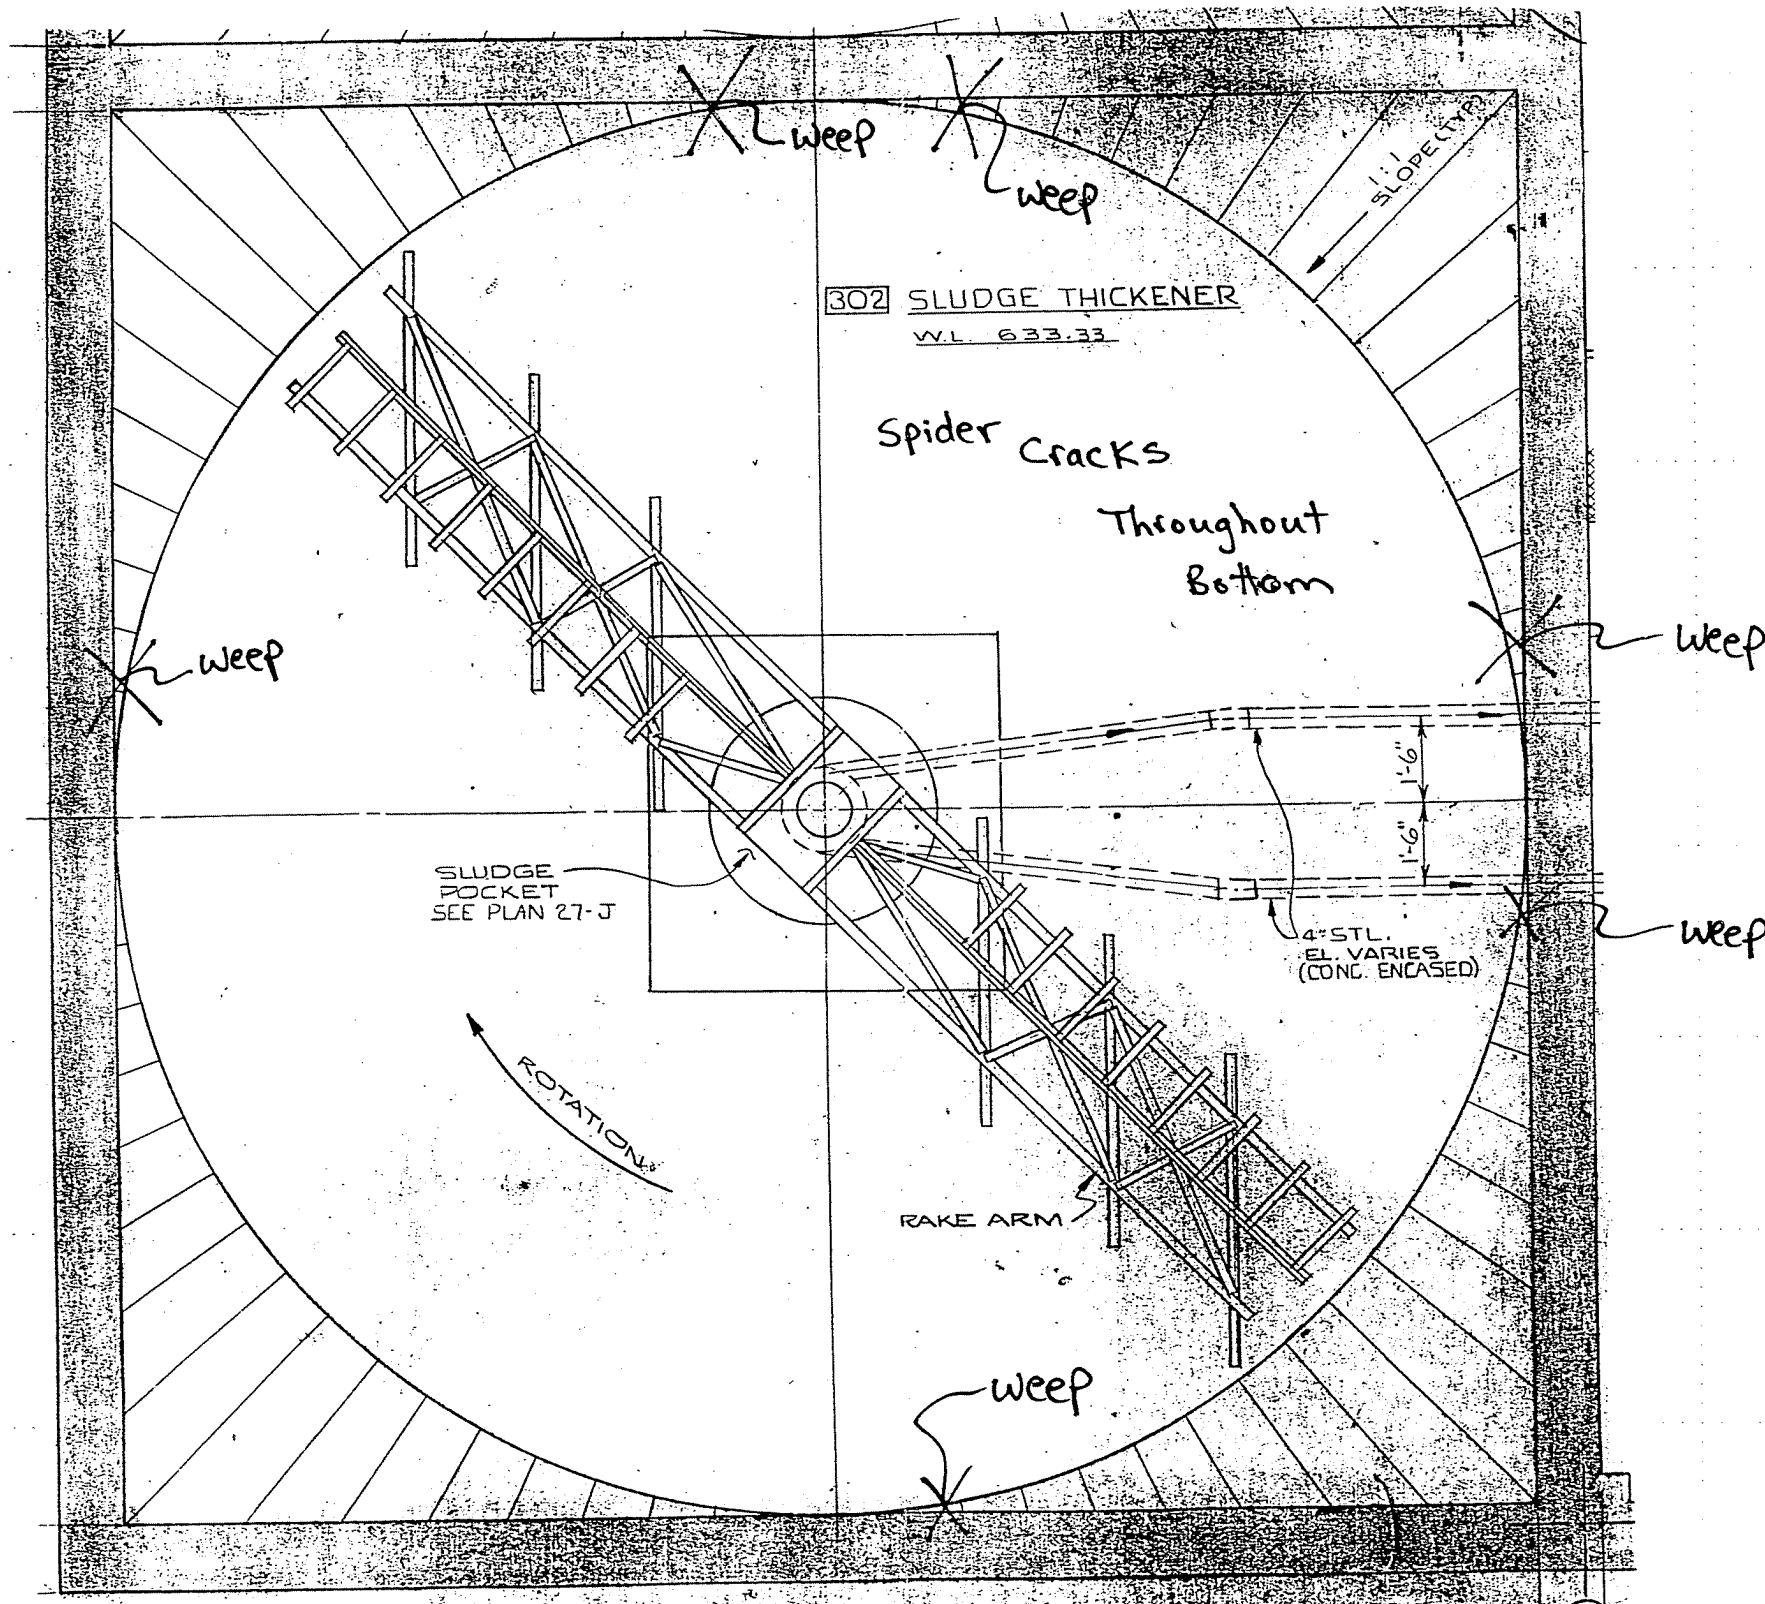 weep
weep
1:1
SLOPE (TYP)
302 SLUDGE THICKENER
W.L. 633.33
Spider Cracks
Throughout
Bottom
weep
weep
1'-6"
1'-6"
SLUDGE
POCKET
SEE PLAN 27-J
4" STL.
EL. VARIES
(CONC. ENCASED)
weep
ROTATION
RAKE ARM
weep